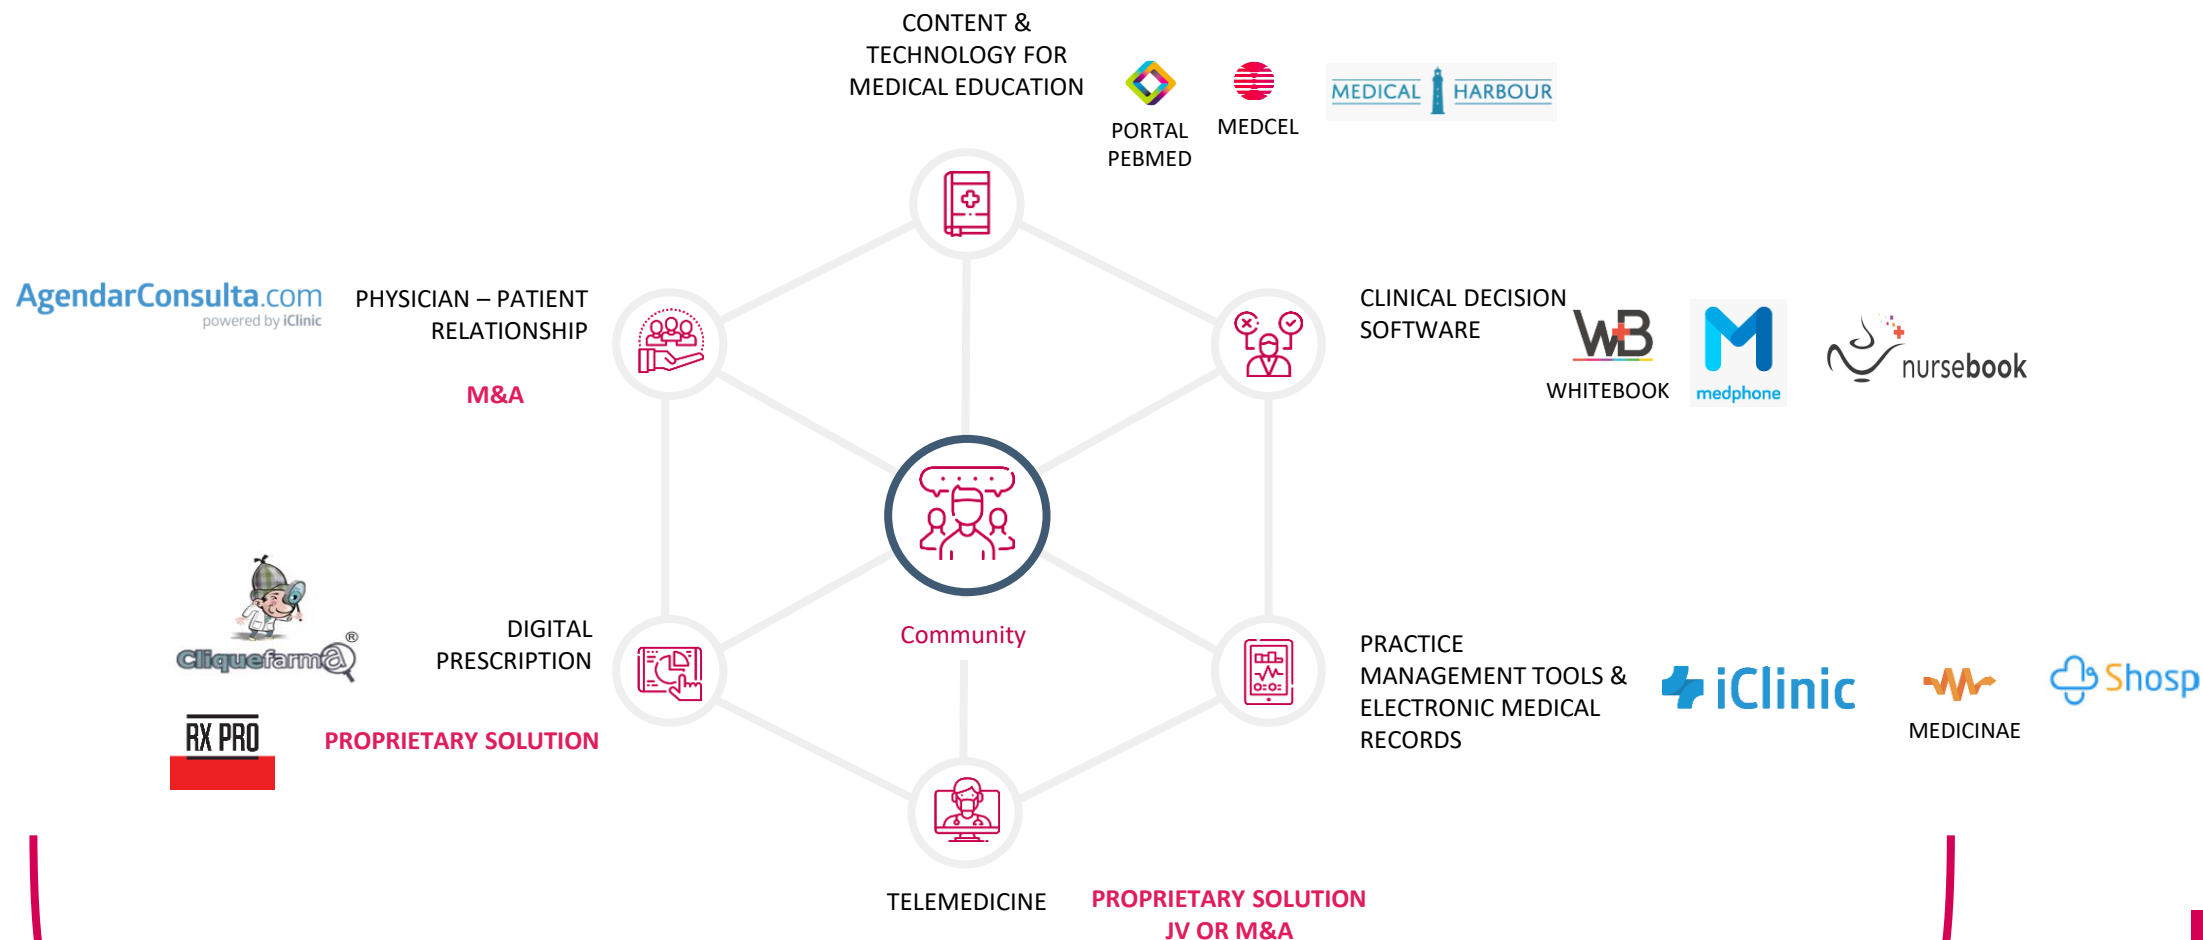 CONTENT &
TECHNOLOGY FOR
MEDICAL EDUCATION
PORTAL
PEBMED
MEDCEL
MEDICAL HARBOUR
AgendarConsulta.com
powered by iClinic
PHYSICIAN – PATIENT
RELATIONSHIP
M&A
CLINICAL DECISION
SOFTWARE
W+B
WHITEBOOK
medphone
nursebook
Community
Cliquefarma®
DIGITAL
PRESCRIPTION
RX PRO
PROPRIETARY SOLUTION
PRACTICE
MANAGEMENT TOOLS &
ELECTRONIC MEDICAL
RECORDS
iClinic
MEDICINAE
Shosp
TELEMEDICINE
PROPRIETARY SOLUTION
JV OR M&A